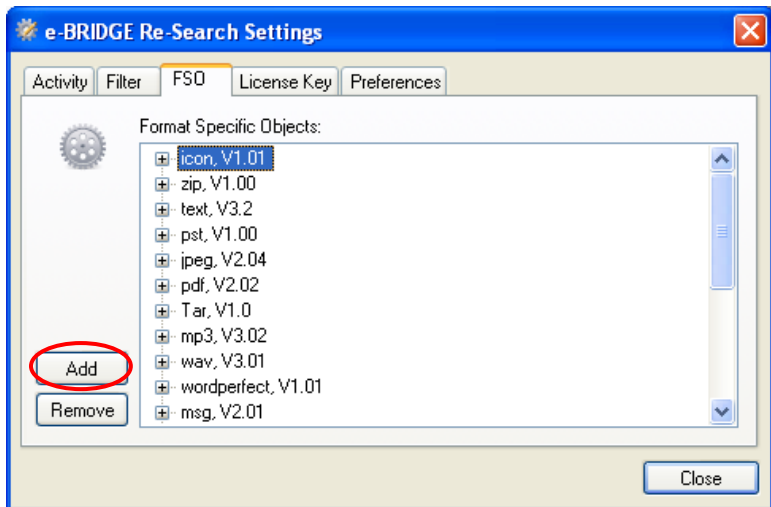 e-BRIDGE Re-Search Settings
Activity Filter FSO License Key Preferences
Format Specific Objects:
icon, V1.01
zip, V1.00
text, V3.2
pst, V1.00
jpeg, V2.04
pdf, V2.02
Tar, V1.0
mp3, V3.02
wav, V3.01
wordperfect, V1.01
msg, V2.01
Add
Remove
Close